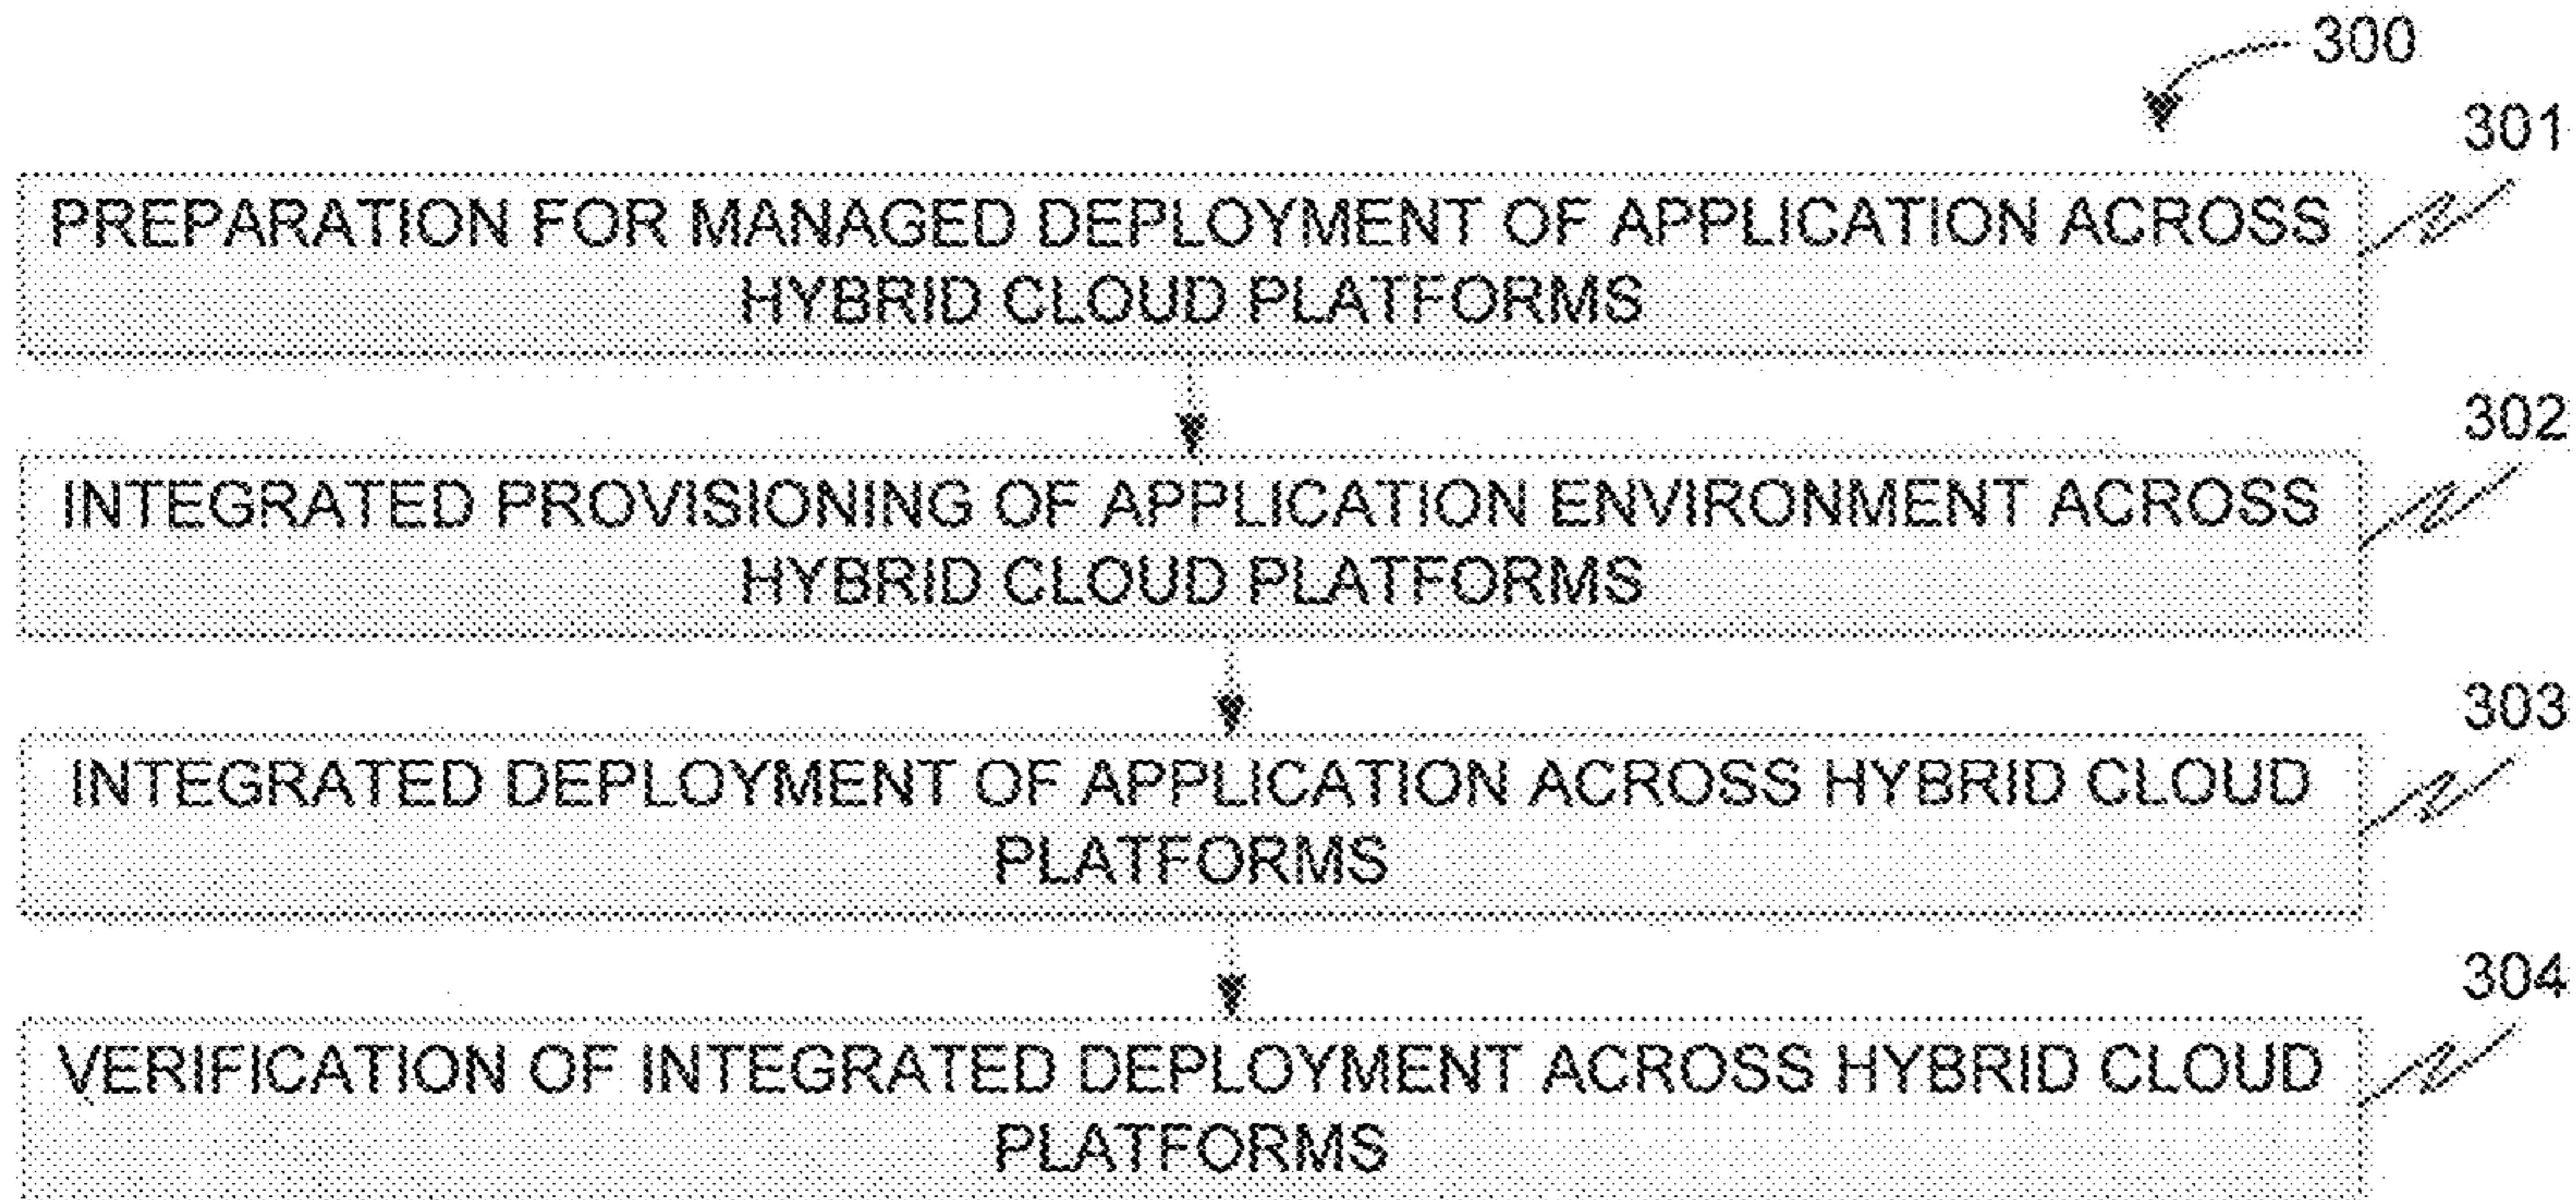 300
301
PREPARATION FOR MANAGED DEPLOYMENT OF APPLICATION ACROSS
HYBRID CLOUD PLATFORMS
302
INTEGRATED PROVISIONING OF APPLICATION ENVIRONMENT ACROSS
HYBRID CLOUD PLATFORMS
303
INTEGRATED DEPLOYMENT OF APPLICATION ACROSS HYBRID CLOUD
PLATFORMS
304
VERIFICATION OF INTEGRATED DEPLOYMENT ACROSS HYBRID CLOUD
PLATFORMS